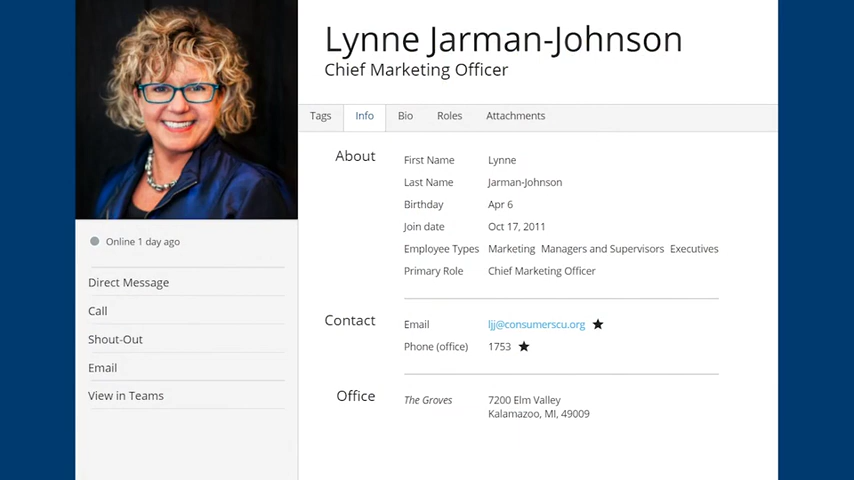 Lynne Jarman-Johnson
Chief Marketing Officer
Tags Info Bio Roles Attachments
Online 1 day ago
Direct Message
Call
Shout-Out
Email
View in Teams
About
First Name Lynne
Last Name Jarman-Johnson
Birthday Apr 6
Join date Oct 17, 2011
Employee Types Marketing Managers and Supervisors Executives
Primary Role Chief Marketing Officer
Contact
Email ljj@consumerscu.org ★
Phone (office) 1753 ★
Office
The Groves 7200 Elm Valley
Kalamazoo, MI, 49009